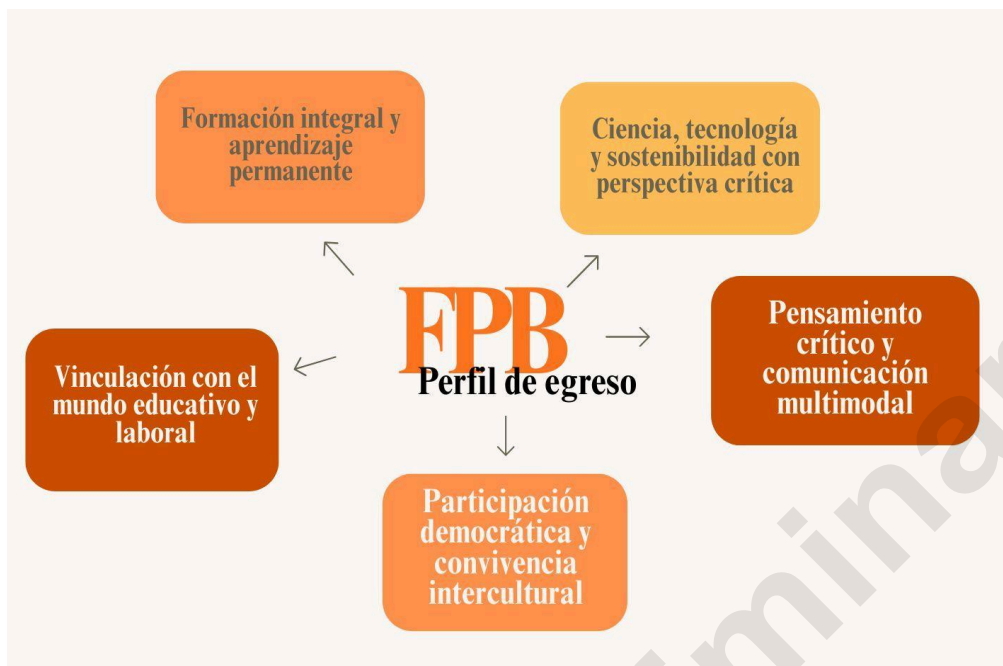 Formación integral y
aprendizaje
permanente
Ciencia, tecnología
y sostenibilidad con
perspectiva crítica
FPB
Perfil de egreso
Pensamiento
crítico y
comunicación
multimodal
Vinculación con el
mundo educativo y
laboral
Participación
democrática y
convivencia
intercultural